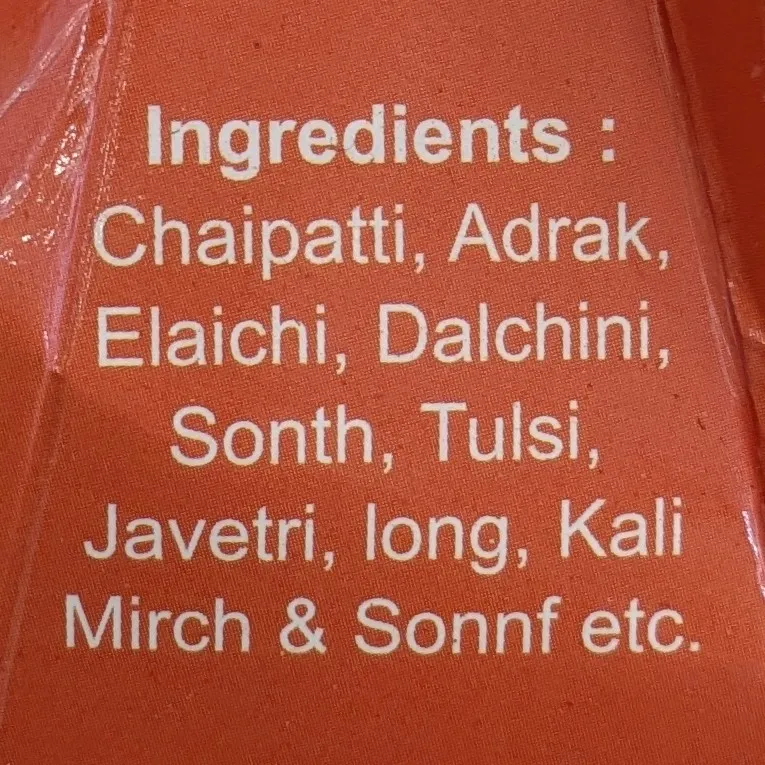 Ingredients :
Chaipatti, Adrak,
Elaichi, Dalchini,
Sonth, Tulsi,
Javetri, long, Kali
Mirch & Sonnf etc.